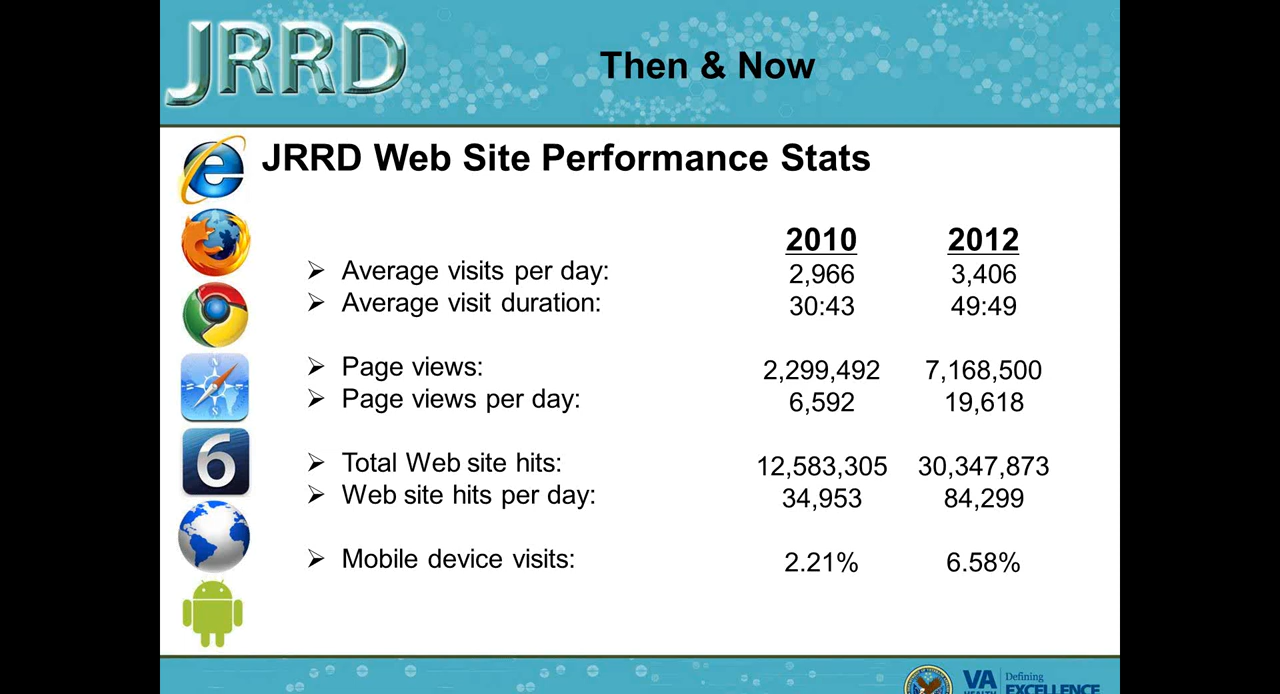 JRRD
Then & Now
JRRD Web Site Performance Stats
2010 2012
Average visits per day: 2,966 3,406
Average visit duration: 30:43 49:49
Page views: 2,299,492 7,168,500
Page views per day: 6,592 19,618
Total Web site hits: 12,583,305 30,347,873
Web site hits per day: 34,953 84,299
Mobile device visits: 2.21% 6.58%
6
VA Defining
HEALTH EXCELLENCE